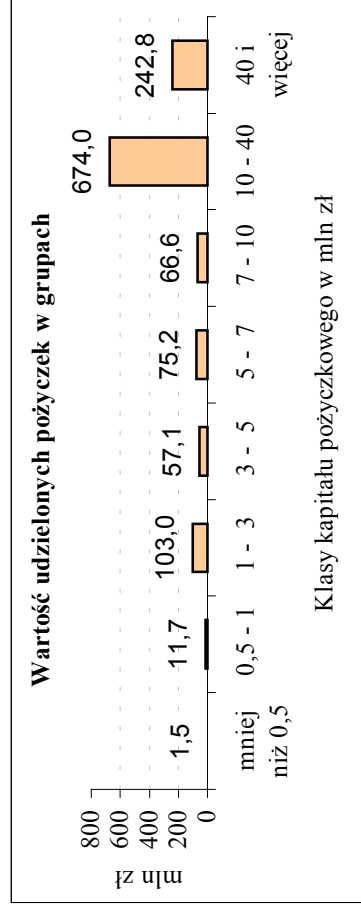 Wartość udzielonych pożyczek w grupach
mln zł
800
600
400
200
0
1,5
11,7
103,0
57,1
75,2
66,6
674,0
242,8
mniej niż 0,5
0,5 - 1
1 - 3
3 - 5
5 - 7
7 - 10
10 - 40
40 i więcej
Klasy kapitału pożyczkowego w mln zł